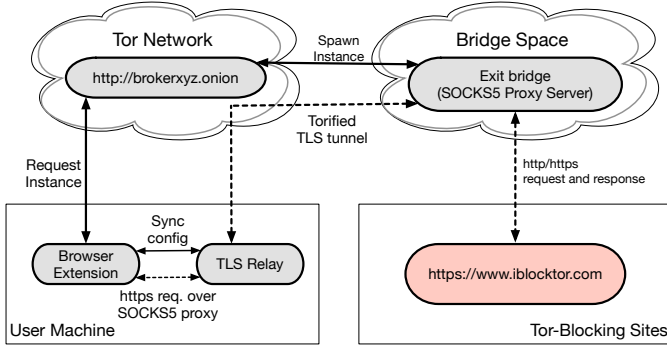 Tor Network
Spawn
Instance
Bridge Space
http://brokerxyz.onion
Exit bridge
(SOCKS5 Proxy Server)
Torified
TLS tunnel
Request
Instance
http/https
request and response
Sync
config
Browser
Extension
TLS Relay
https://www.iblocktor.com
https req. over
SOCKS5 proxy
User Machine
Tor-Blocking Sites